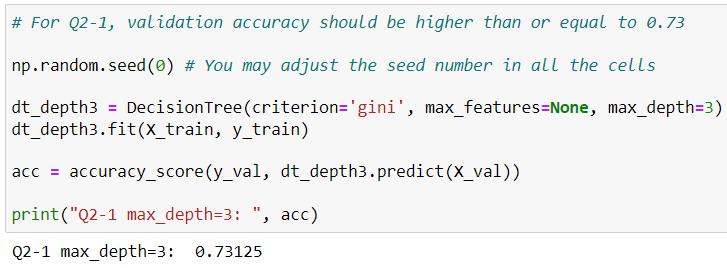 # For Q2-1, validation accuracy should be higher than or equal to 0.73
np.random.seed(0) # You may adjust the seed number in all the cells
dt_depth3 = DecisionTree(criterion='gini', max_features=None, max_depth=3)
dt_depth3.fit(X_train, y_train)
acc = accuracy_score(y_val, dt_depth3.predict(X_val))
print("Q2-1 max_depth=3: ", acc)
Q2-1 max_depth=3:  0.73125